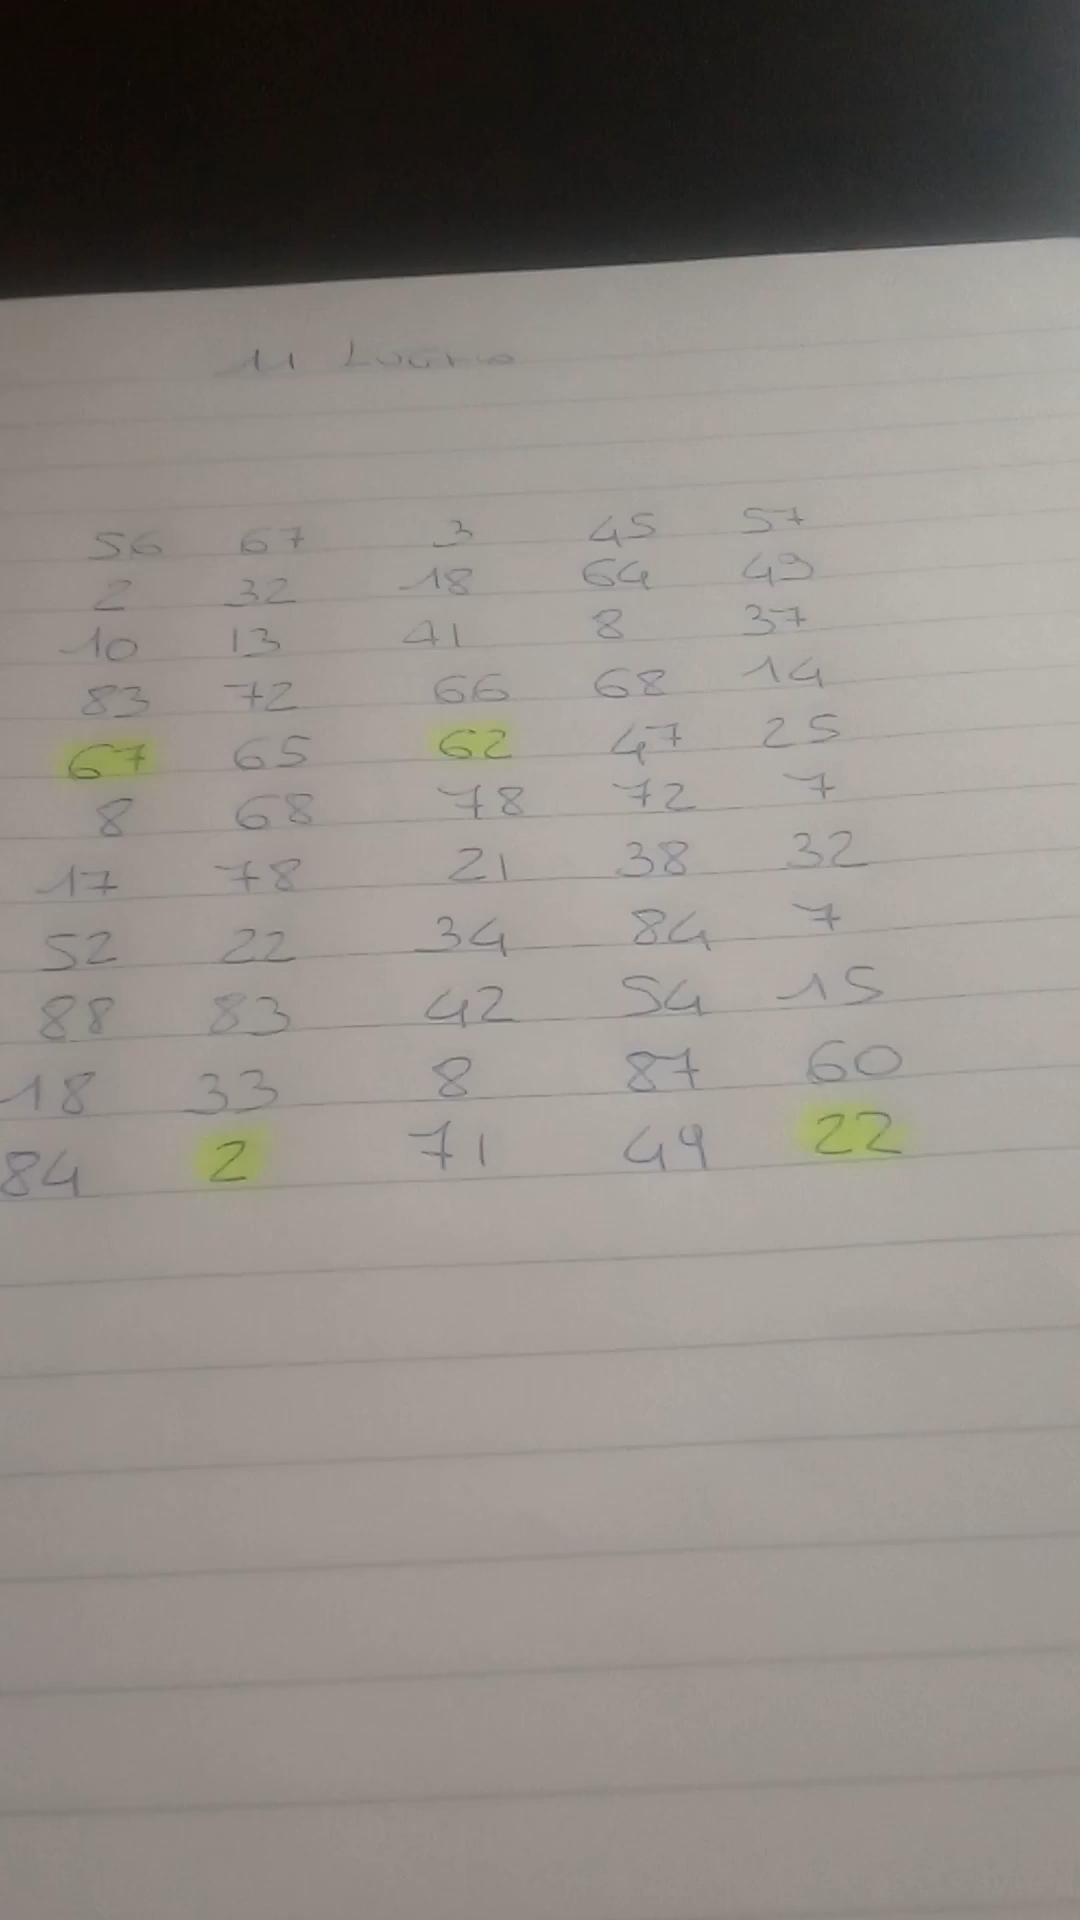 11 Luglio
56 67 3 45 57
2 32 18 64 49
10 13 41 8 37
83 72 66 68 14
67 65 62 47 25
8 68 78 72 7
17 78 21 38 32
52 22 34 84 7
88 83 42 54 15
18 33 8 87 60
84 2 71 49 22